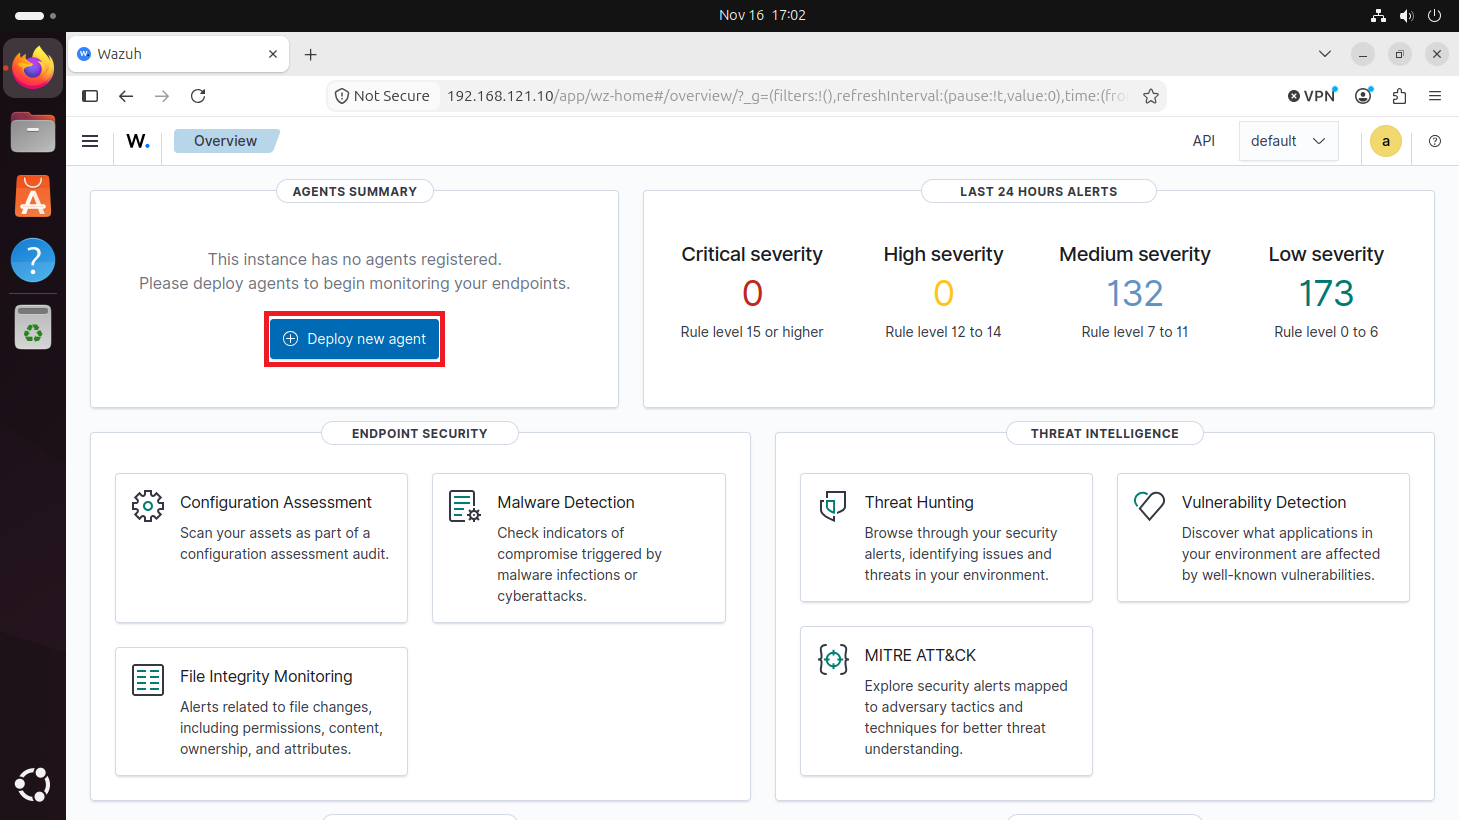 Nov 16 17:02
Wazuh
Not Secure
192.168.121.10/app/wz-home#/overview/?_g=(filters:!(),refreshInterval:(pause:!t,value:0),time:(fro
VPN
W.
Overview
API
default
a
AGENTS SUMMARY
This instance has no agents registered.
Please deploy agents to begin monitoring your endpoints.
Deploy new agent
LAST 24 HOURS ALERTS
Critical severity
0
Rule level 15 or higher
High severity
0
Rule level 12 to 14
Medium severity
132
Rule level 7 to 11
Low severity
173
Rule level 0 to 6
ENDPOINT SECURITY
Configuration Assessment
Scan your assets as part of a
configuration assessment audit.
Malware Detection
Check indicators of
compromise triggered by
malware infections or
cyberattacks.
File Integrity Monitoring
Alerts related to file changes,
including permissions, content,
ownership, and attributes.
THREAT INTELLIGENCE
Threat Hunting
Browse through your security
alerts, identifying issues and
threats in your environment.
Vulnerability Detection
Discover what applications in
your environment are affected
by well-known vulnerabilities.
MITRE ATT&CK
Explore security alerts mapped
to adversary tactics and
techniques for better threat
understanding.